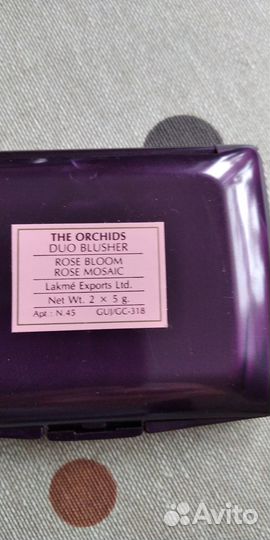 THE ORCHIDS
DUO BLUSHER
ROSE BLOOM
ROSE MOSAIC
Lakmé Exports Ltd.
Net Wt. 2 × 5 g.
Apt : N.45 GUJ/GC-318
Avito